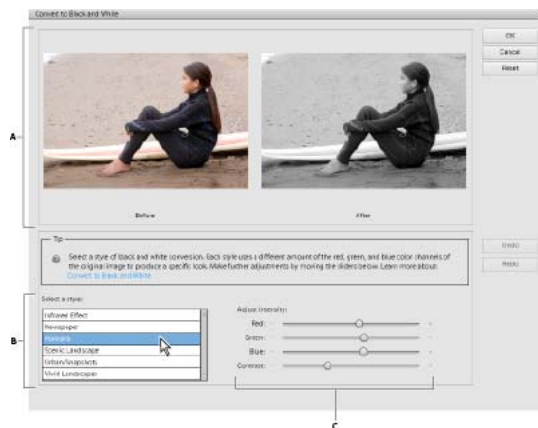 Convert to Black and White
OK
Cancel
Reset
A
Before
After
Tip
Select a style of black and white conversion. Each style uses a different amount of the red, green, and blue color channels of
the original image to produce a specific look. Make further adjustments by moving the sliders below. Learn more about:
Convert to Black and White
Undo
Redo
B
Select a style:
Infrared Effect
Newspaper
Portraits
Scenic Landscape
Urban/Snapshots
Vivid Landscapes
Adjust Intensity:
Red:
Green:
Blue:
Contrast:
C